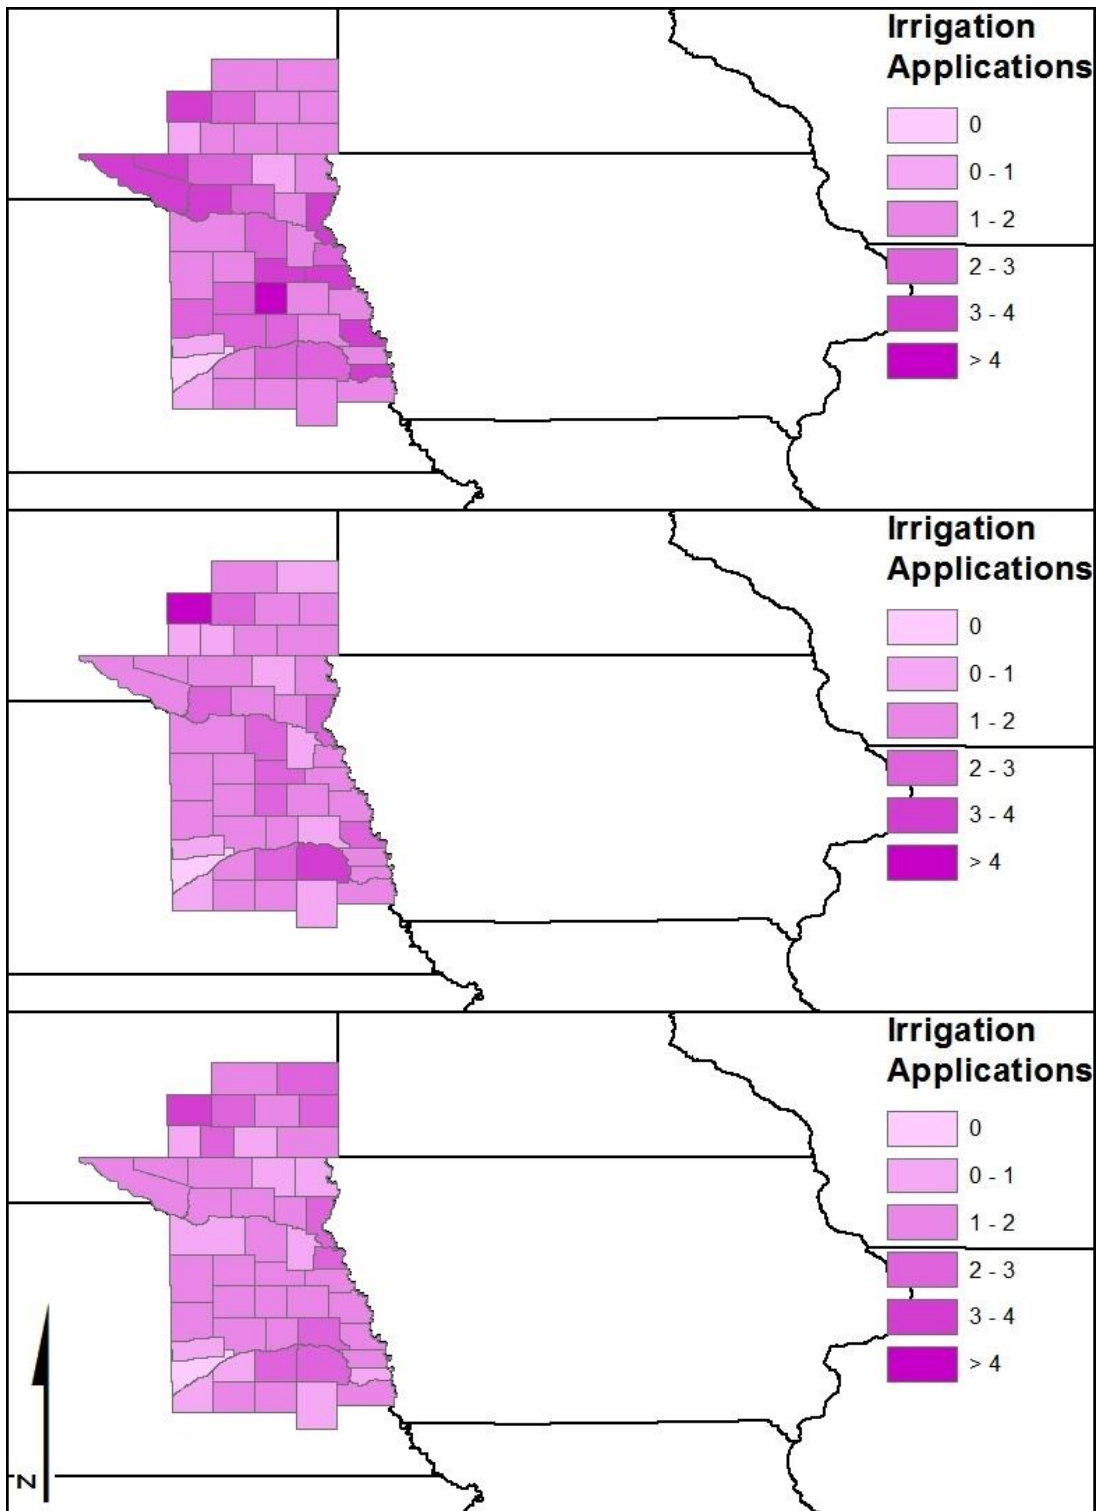 Irrigation
Applications
0
0 - 1
1 - 2
2 - 3
3 - 4
> 4
Irrigation
Applications
0
0 - 1
1 - 2
2 - 3
3 - 4
> 4
Irrigation
Applications
0
0 - 1
1 - 2
2 - 3
3 - 4
> 4
N